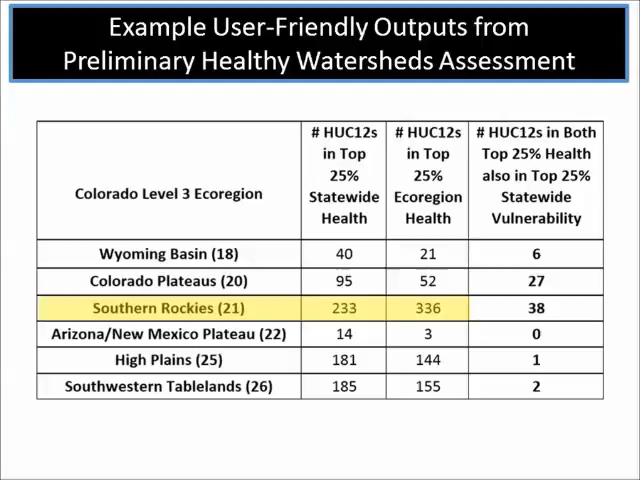 Example User-Friendly Outputs from
Preliminary Healthy Watersheds Assessment
Colorado Level 3 Ecoregion
# HUC12s
in Top
25%
Statewide
Health
# HUC12s
in Top
25%
Ecoregion
Health
# HUC12s in Both
Top 25% Health
also in Top 25%
Statewide
Vulnerability
Wyoming Basin (18) 40 21 6
Colorado Plateaus (20) 95 52 27
Southern Rockies (21) 233 336 38
Arizona/New Mexico Plateau (22) 14 3 0
High Plains (25) 181 144 1
Southwestern Tablelands (26) 185 155 2